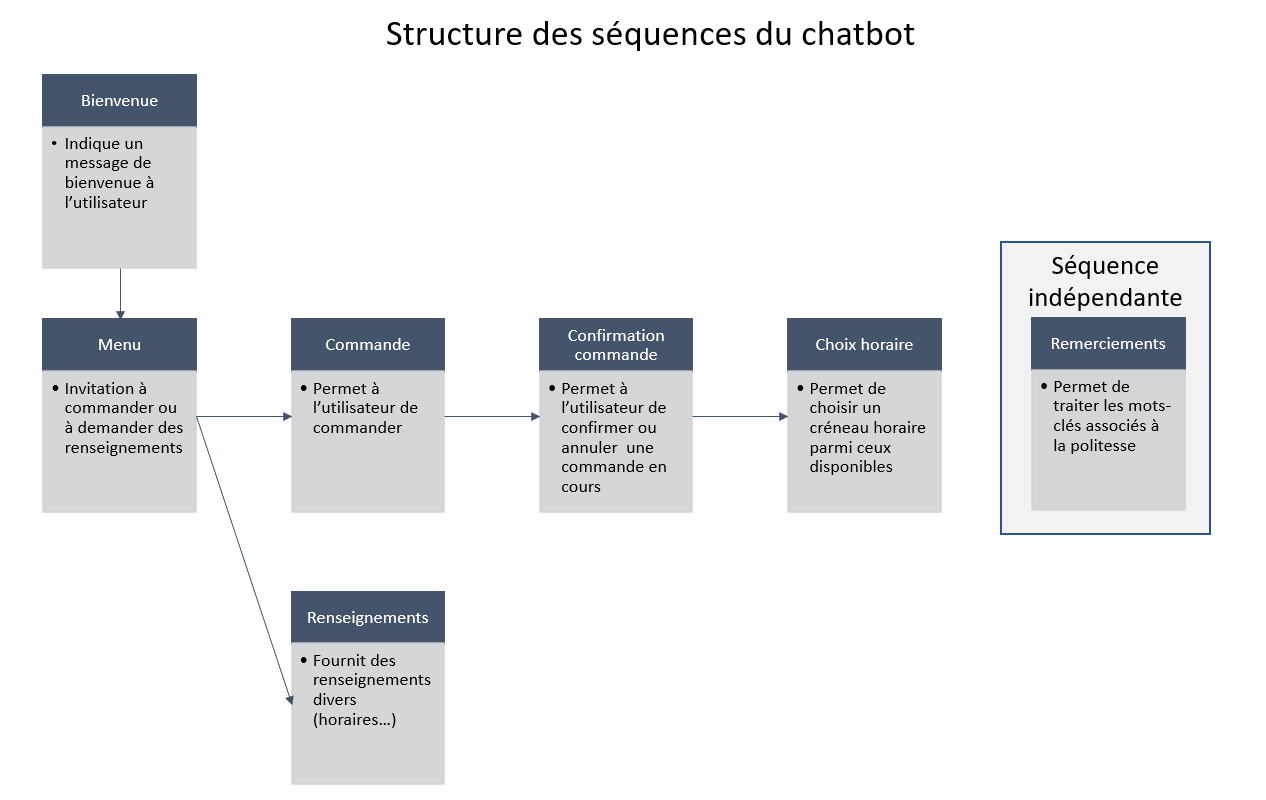 Structure des séquences du chatbot
Bienvenue
• Indique un
message de
bienvenue à
l’utilisateur
Menu
• Invitation à
commander ou
à demander des
renseignements
Commande
• Permet à
l’utilisateur de
commander
Confirmation
commande
• Permet à
l’utilisateur de
confirmer ou
annuler une
commande en
cours
Choix horaire
• Permet de
choisir un
créneau horaire
parmi ceux
disponibles
Séquence
indépendante
Remerciements
• Permet de
traiter les mots-
clés associés à
la politesse
Renseignements
• Fournit des
renseignements
divers
(horaires…)